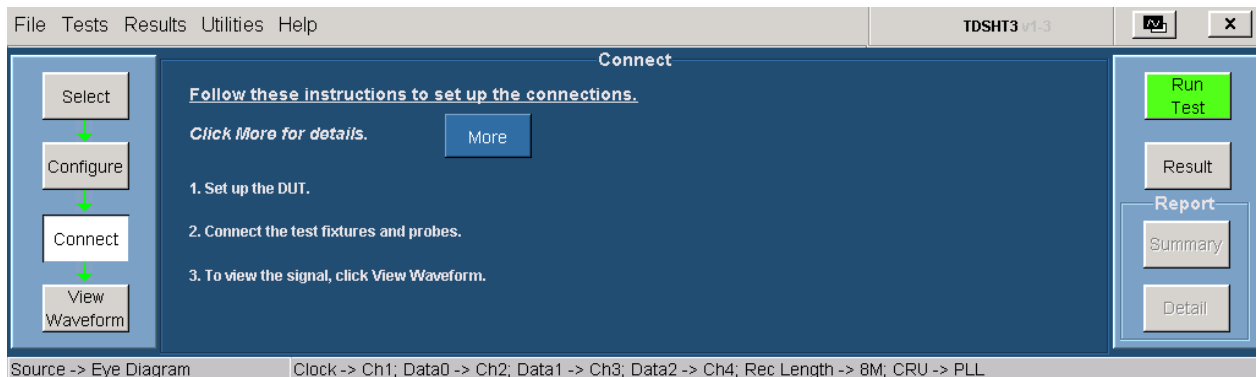 File Tests Results Utilities Help TDSHT3 v1-3 x
Connect
Select
Configure
Connect
View
Waveform
Follow these instructions to set up the connections.
Click More for details. More
1. Set up the DUT.
2. Connect the test fixtures and probes.
3. To view the signal, click View Waveform.
Run
Test
Result
Report
Summary
Detail
Source -> Eye Diagram Clock -> Ch1; Data0 -> Ch2; Data1 -> Ch3; Data2 -> Ch4; Rec Length -> 8M; CRU -> PLL